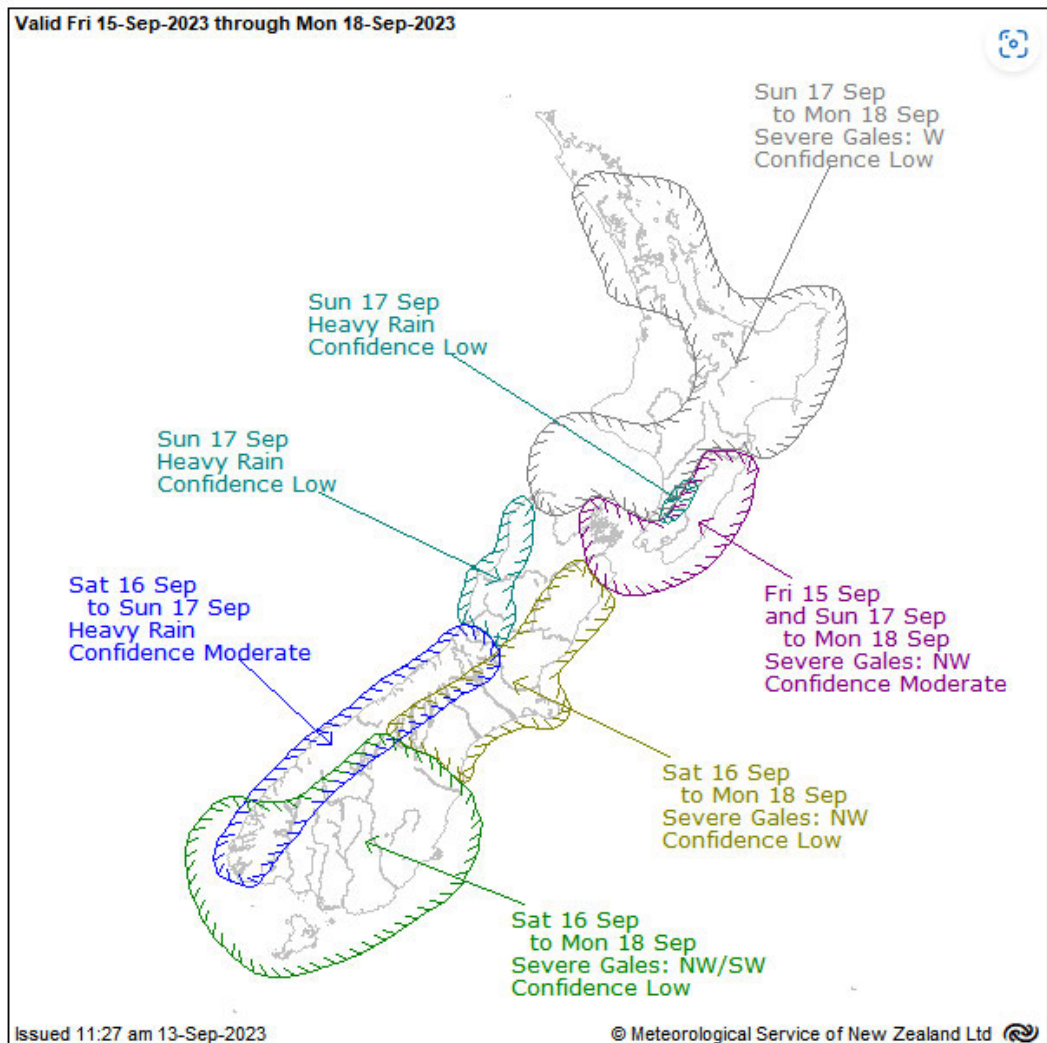 Valid Fri 15-Sep-2023 through Mon 18-Sep-2023
Sun 17 Sep
to Mon 18 Sep
Severe Gales: W
Confidence Low
Sun 17 Sep
Heavy Rain
Confidence Low
Sun 17 Sep
Heavy Rain
Confidence Low
Sat 16 Sep
to Sun 17 Sep
Heavy Rain
Confidence Moderate
Fri 15 Sep
and Sun 17 Sep
to Mon 18 Sep
Severe Gales: NW
Confidence Moderate
Sat 16 Sep
to Mon 18 Sep
Severe Gales: NW
Confidence Low
Sat 16 Sep
to Mon 18 Sep
Severe Gales: NW/SW
Confidence Low
Issued 11:27 am 13-Sep-2023
© Meteorological Service of New Zealand Ltd